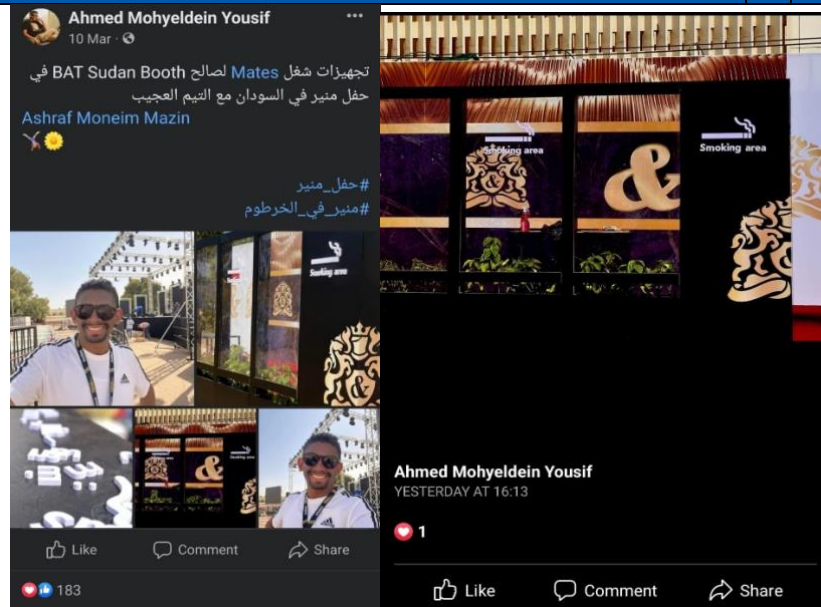 Ahmed Mohyeldein Yousif
10 Mar
تجهيزات شغل Mates لصالح BAT Sudan Booth في
حفل منير في السودان مع التيم العجيب
Ashraf Moneim Mazin
#حفل_منير
#منير_في_الخرطوم
Smoking area
Smoking area
Like
Comment
Share
183
Smoking area
Smoking area
&
Ahmed Mohyeldein Yousif
YESTERDAY AT 16:13
1
Like
Comment
Share